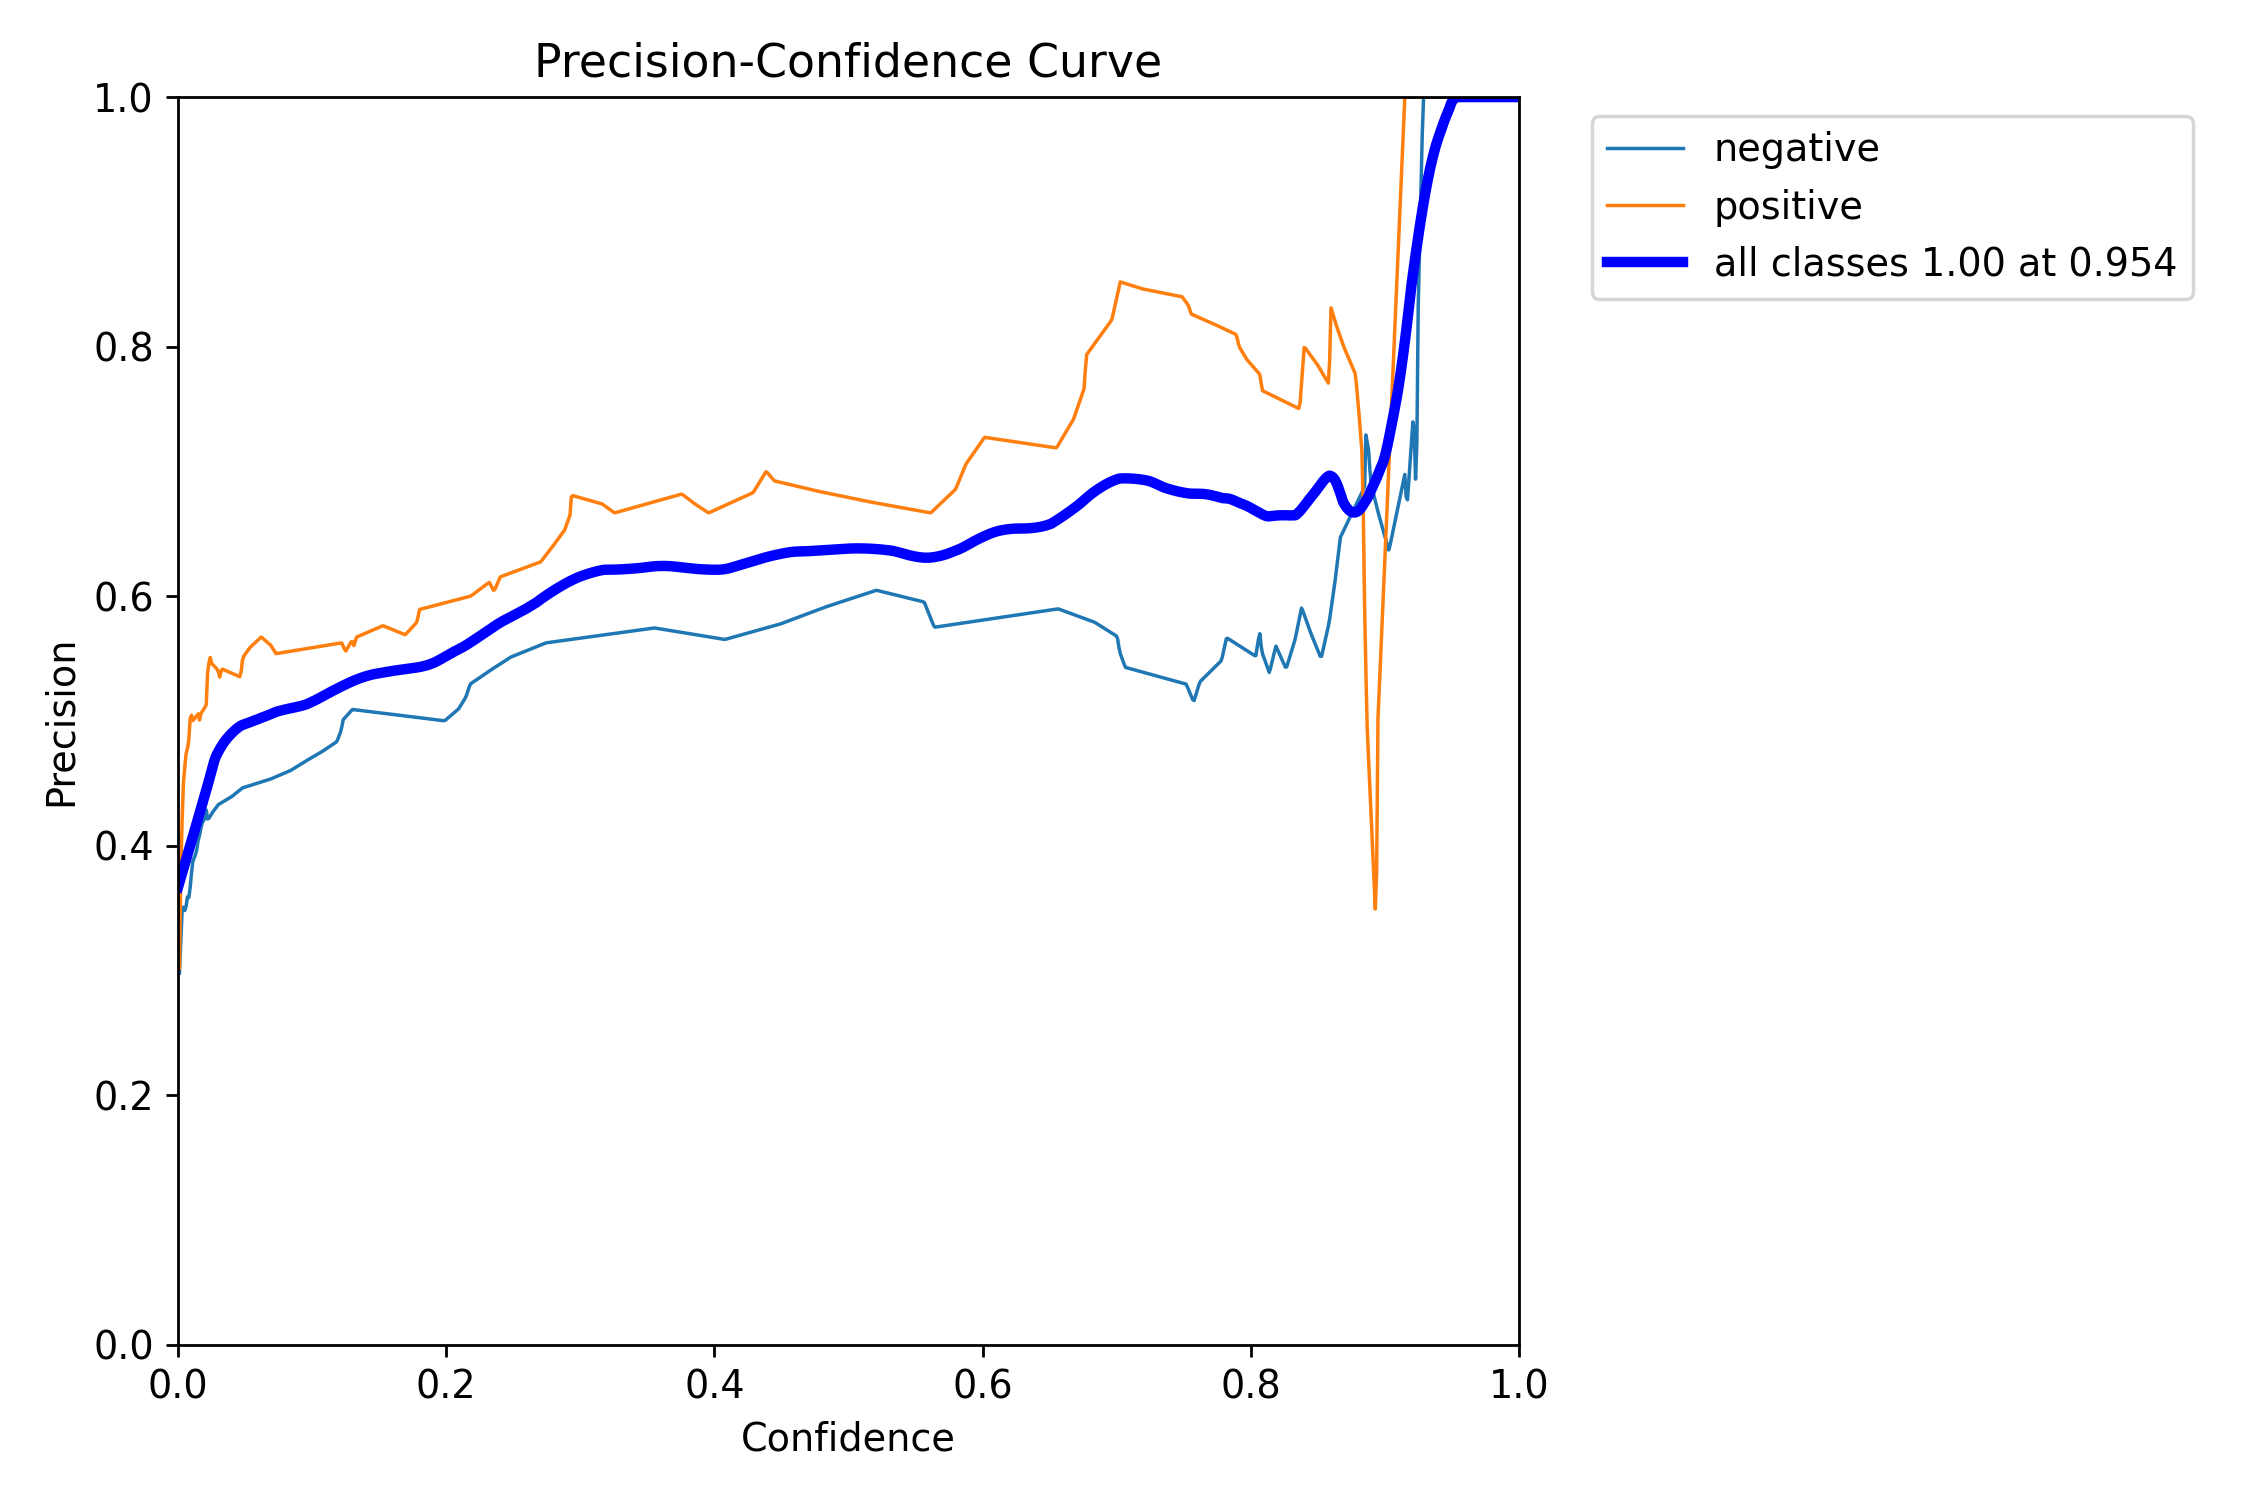 Precision-Confidence Curve
1.0
0.8
0.6
0.4
0.2
0.0
Precision
0.0 0.2 0.4 0.6 0.8 1.0
Confidence
negative
positive
all classes 1.00 at 0.954